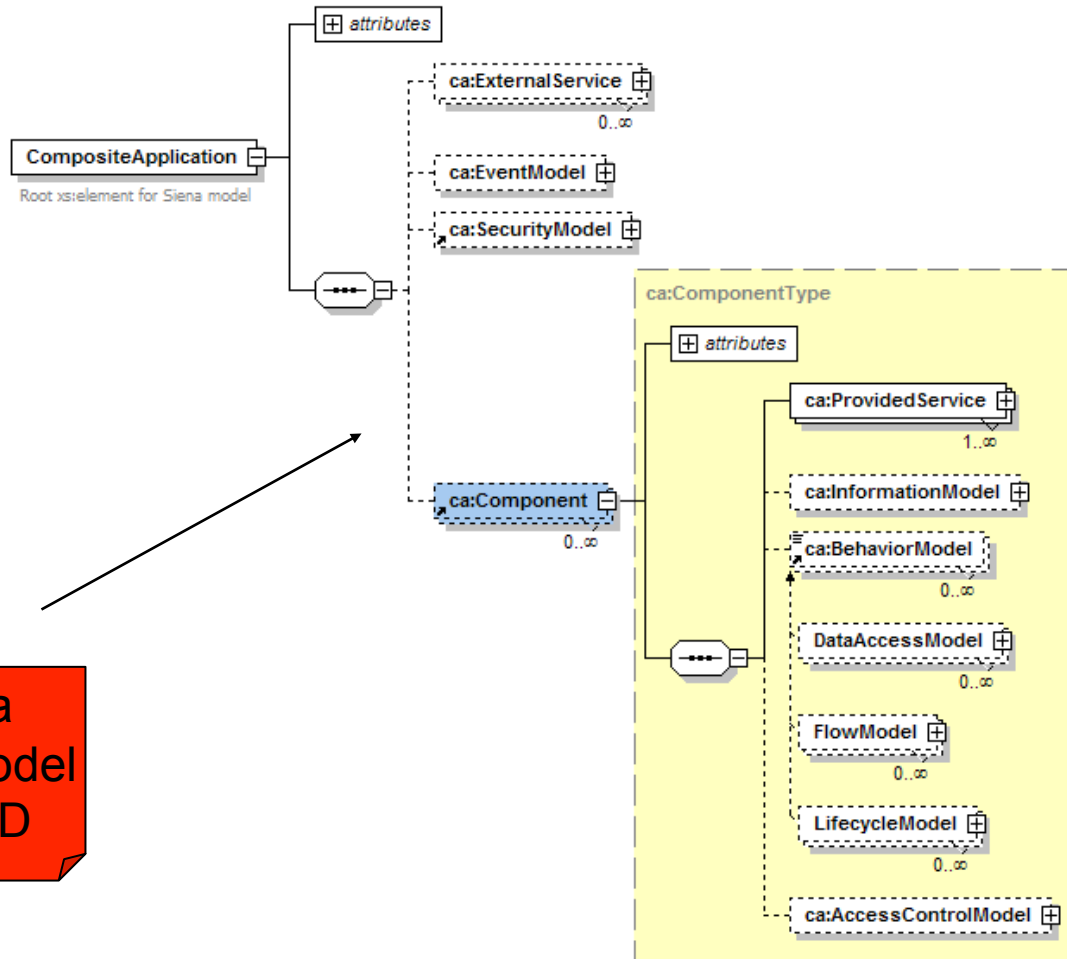 attributes
ca:ExternalService
0..∞
CompositeApplication
Root xs:element for Siena model
ca:EventModel
ca:SecurityModel
ca:ComponentType
attributes
ca:ProvidedService
1..∞
ca:Component
0..∞
ca:InformationModel
ca:BehaviorModel
0..∞
DataAccessModel
0..∞
FlowModel
0..∞
LifecycleModel
0..∞
ca:AccessControlModel